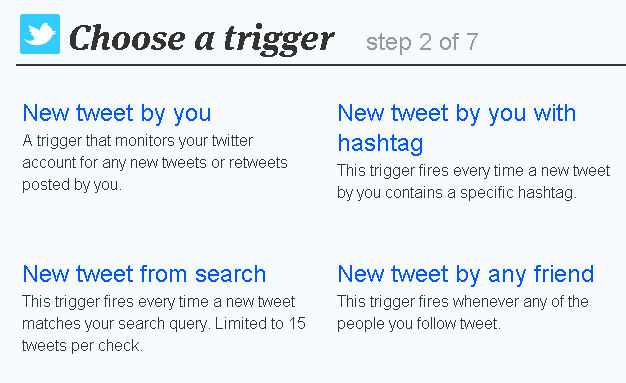 Choose a trigger step 2 of 7
New tweet by you
A trigger that monitors your twitter
account for any new tweets or retweets
posted by you.
New tweet by you with
hashtag
This trigger fires every time a new tweet
by you contains a specific hashtag.
New tweet from search
This trigger fires every time a new tweet
matches your search query. Limited to 15
tweets per check.
New tweet by any friend
This trigger fires whenever any of the
people you follow tweet.